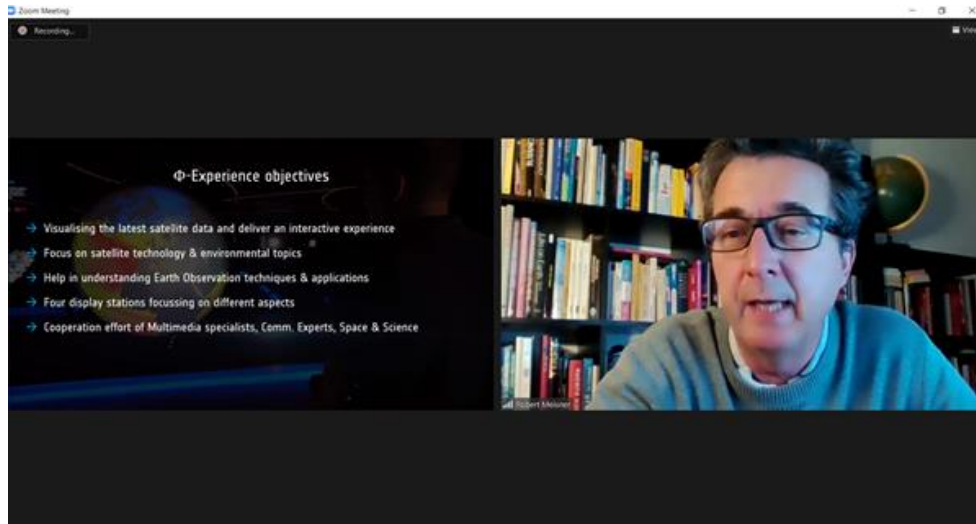 Zoom Meeting
Recording...
View
Φ-Experience objectives
→ Visualising the latest satellite data and deliver an interactive experience
→ Focus on satellite technology & environmental topics
→ Help in understanding Earth Observation techniques & applications
→ Four display stations focussing on different aspects
→ Cooperation effort of Multimedia specialists, Comm. Experts, Space & Science
Robert Meisner